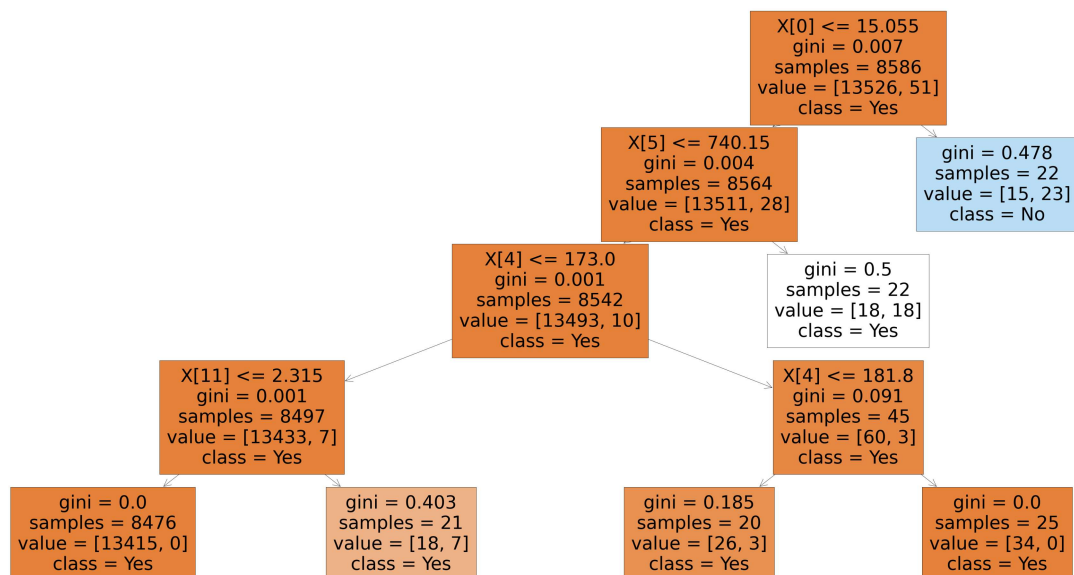 X[0] <= 15.055
gini = 0.007
samples = 8586
value = [13526, 51]
class = Yes
X[5] <= 740.15
gini = 0.004
samples = 8564
value = [13511, 28]
class = Yes
gini = 0.478
samples = 22
value = [15, 23]
class = No
X[4] <= 173.0
gini = 0.001
samples = 8542
value = [13493, 10]
class = Yes
gini = 0.5
samples = 22
value = [18, 18]
class = Yes
X[11] <= 2.315
gini = 0.001
samples = 8497
value = [13433, 7]
class = Yes
X[4] <= 181.8
gini = 0.091
samples = 45
value = [60, 3]
class = Yes
gini = 0.0
samples = 8476
value = [13415, 0]
class = Yes
gini = 0.403
samples = 21
value = [18, 7]
class = Yes
gini = 0.185
samples = 20
value = [26, 3]
class = Yes
gini = 0.0
samples = 25
value = [34, 0]
class = Yes